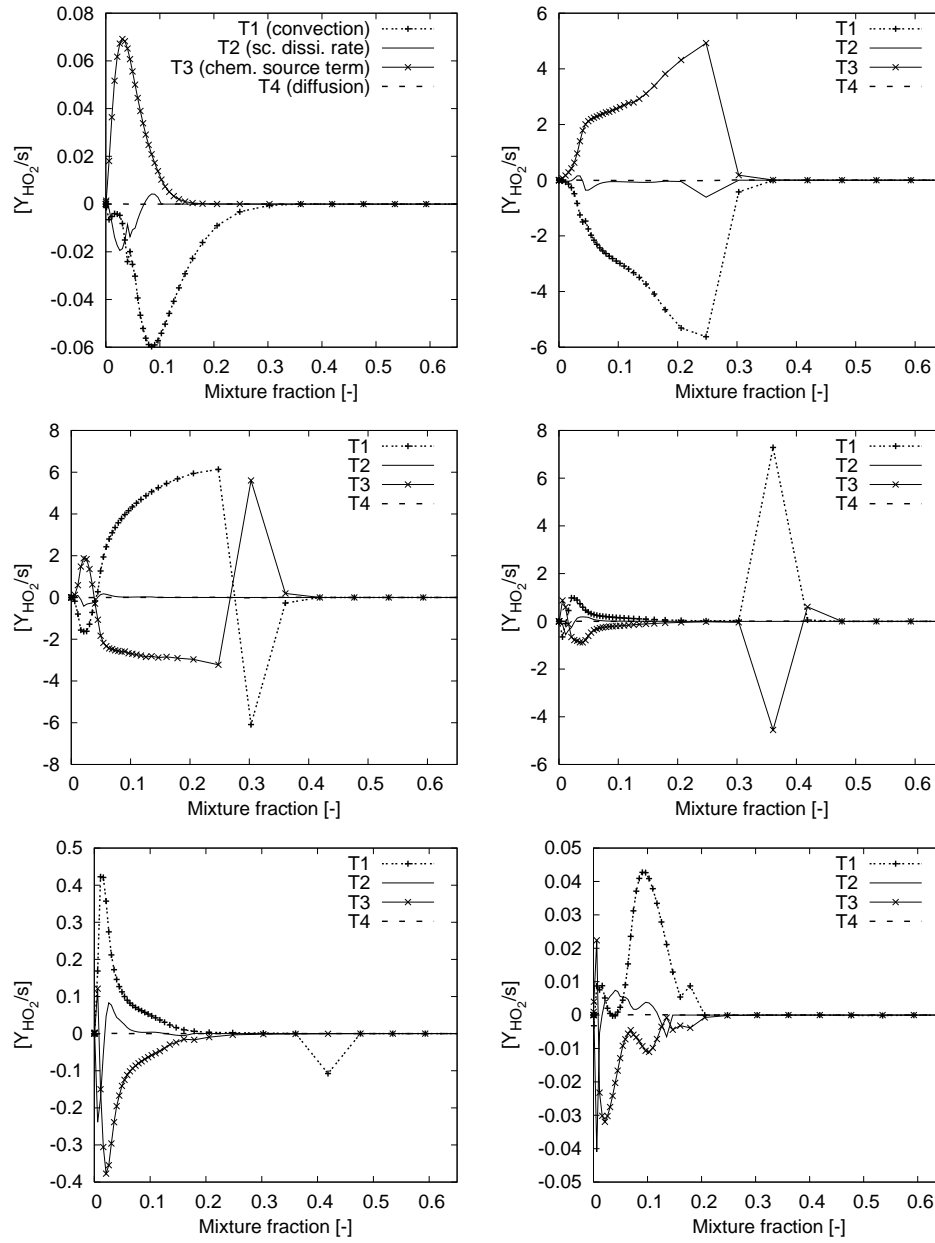 0.08
0.06
0.04
0.02
0
-0.02
-0.04
-0.06
[Y_HO2/s]
T1 (convection)
T2 (sc. dissi. rate)
T3 (chem. source term)
T4 (diffusion)
0 0.1 0.2 0.3 0.4 0.5 0.6
Mixture fraction [-]
6
4
2
0
-2
-4
-6
[Y_HO2/s]
T1
T2
T3
T4
0 0.1 0.2 0.3 0.4 0.5 0.6
Mixture fraction [-]
8
6
4
2
0
-2
-4
-6
-8
[Y_HO2/s]
T1
T2
T3
T4
0 0.1 0.2 0.3 0.4 0.5 0.6
Mixture fraction [-]
8
6
4
2
0
-2
-4
-6
[Y_HO2/s]
T1
T2
T3
T4
0 0.1 0.2 0.3 0.4 0.5 0.6
Mixture fraction [-]
0.5
0.4
0.3
0.2
0.1
0
-0.1
-0.2
-0.3
-0.4
[Y_HO2/s]
T1
T2
T3
T4
0 0.1 0.2 0.3 0.4 0.5 0.6
Mixture fraction [-]
0.05
0.04
0.03
0.02
0.01
0
-0.01
-0.02
-0.03
-0.04
-0.05
[Y_HO2/s]
T1
T2
T3
T4
0 0.1 0.2 0.3 0.4 0.5 0.6
Mixture fraction [-]